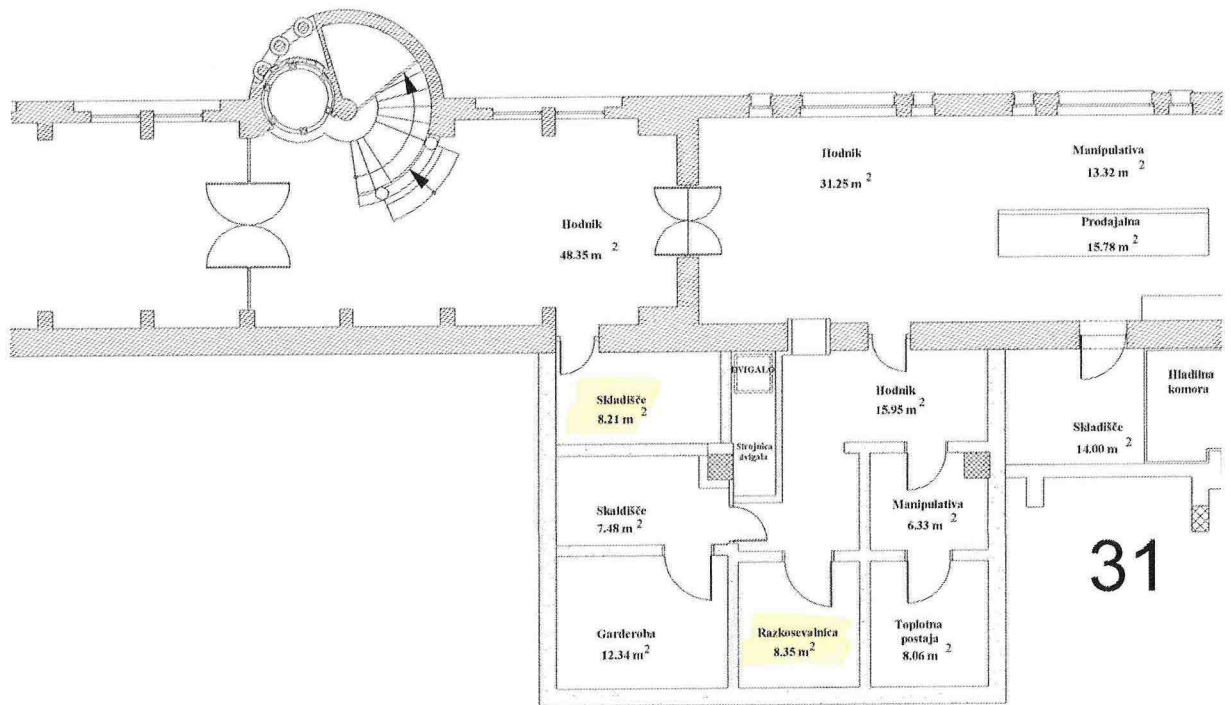 Hodnik
31.25 m 2
Manipulativa
13.32 m 2
Prodajalna
15.78 m 2
Hodnik
48.35 m 2
DVIGALO
Strojnica
dvigala
Skladišče
8.21 m 2
Hodnik
15.95 m 2
Skladišče
14.00 m 2
Hladilna
komora
Skaldišče
7.48 m 2
Manipulativa
6.33 m 2
31
Garderoba
12.34 m 2
Razkosevalnica
8.35 m 2
Toplotna
postaja
8.06 m 2